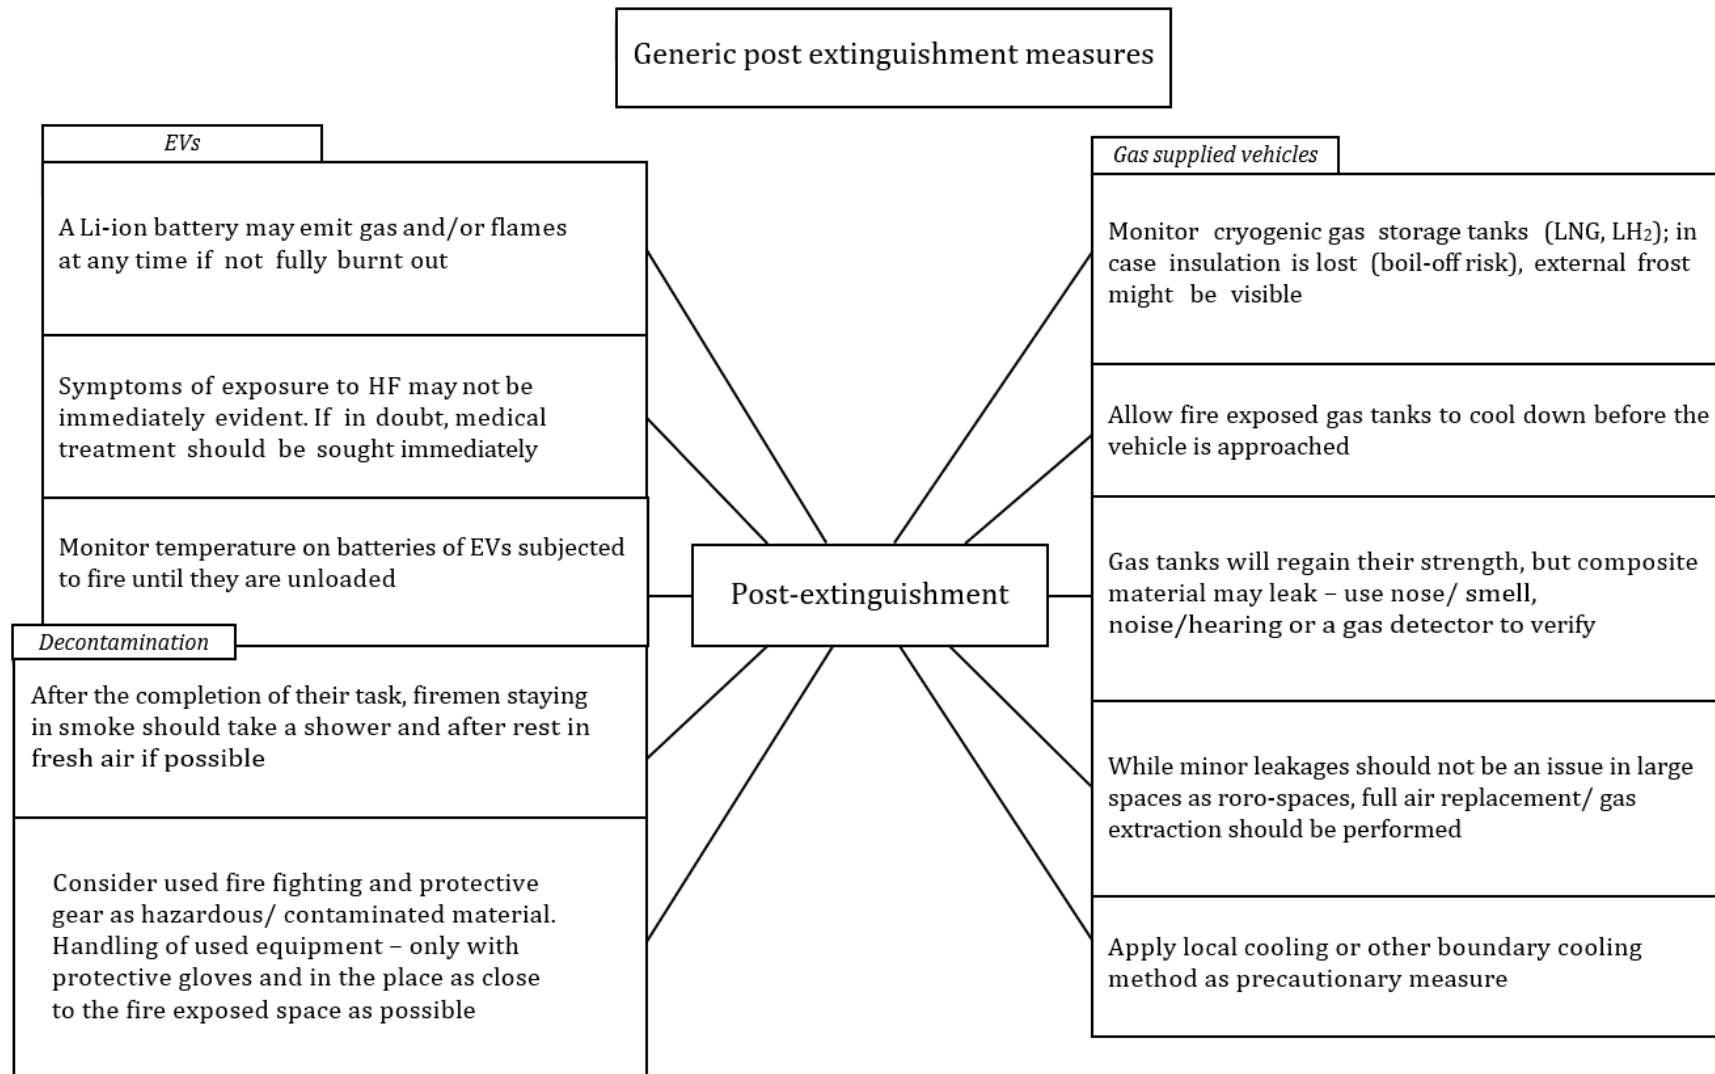 Generic post extinguishment measures
EVs
A Li-ion battery may emit gas and/or flames
at any time if not fully burnt out
Symptoms of exposure to HF may not be
immediately evident. If in doubt, medical
treatment should be sought immediately
Monitor temperature on batteries of EVs subjected
to fire until they are unloaded
Decontamination
After the completion of their task, firemen staying
in smoke should take a shower and after rest in
fresh air if possible
Consider used fire fighting and protective
gear as hazardous/ contaminated material.
Handling of used equipment – only with
protective gloves and in the place as close
to the fire exposed space as possible
Post-extinguishment
Gas supplied vehicles
Monitor cryogenic gas storage tanks (LNG, LH₂); in
case insulation is lost (boil-off risk), external frost
might be visible
Allow fire exposed gas tanks to cool down before the
vehicle is approached
Gas tanks will regain their strength, but composite
material may leak – use nose/ smell,
noise/hearing or a gas detector to verify
While minor leakages should not be an issue in large
spaces as roro-spaces, full air replacement/ gas
extraction should be performed
Apply local cooling or other boundary cooling
method as precautionary measure